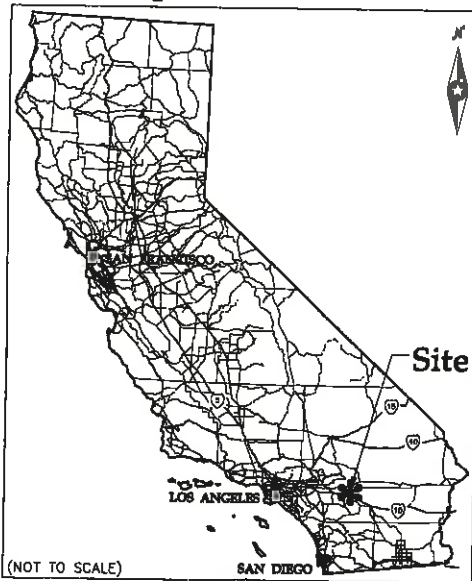 N
SAN FRANCISCO
Site
5
15
40
LOS ANGELES
15
SAN DIEGO
(NOT TO SCALE)